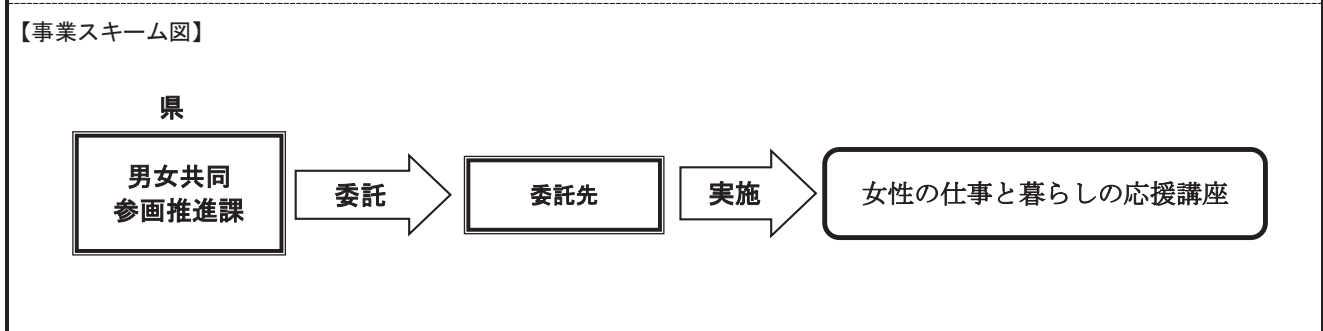 【事業スキーム図】
県
男女共同
参画推進課
委託
委託先
実施
女性の仕事と暮らしの応援講座